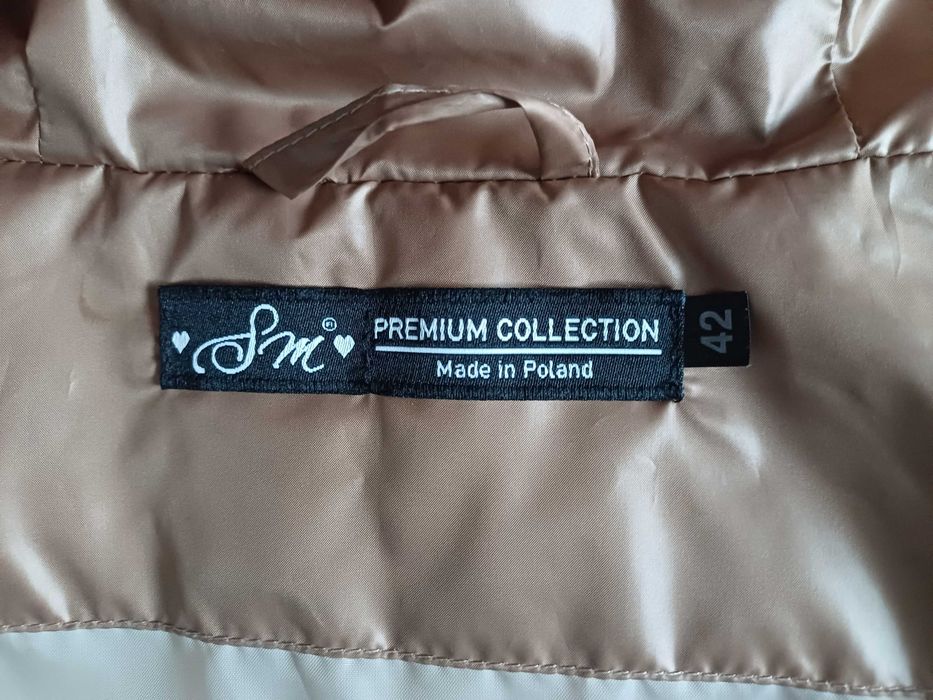 ♥ SM ® ♥
PREMIUM COLLECTION
Made in Poland
42